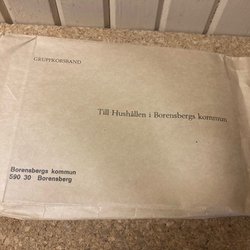 GRUPPKORSBAND
Till Hushållen i Borensbergs kommun
Borensbergs kommun
590 30 Borensberg